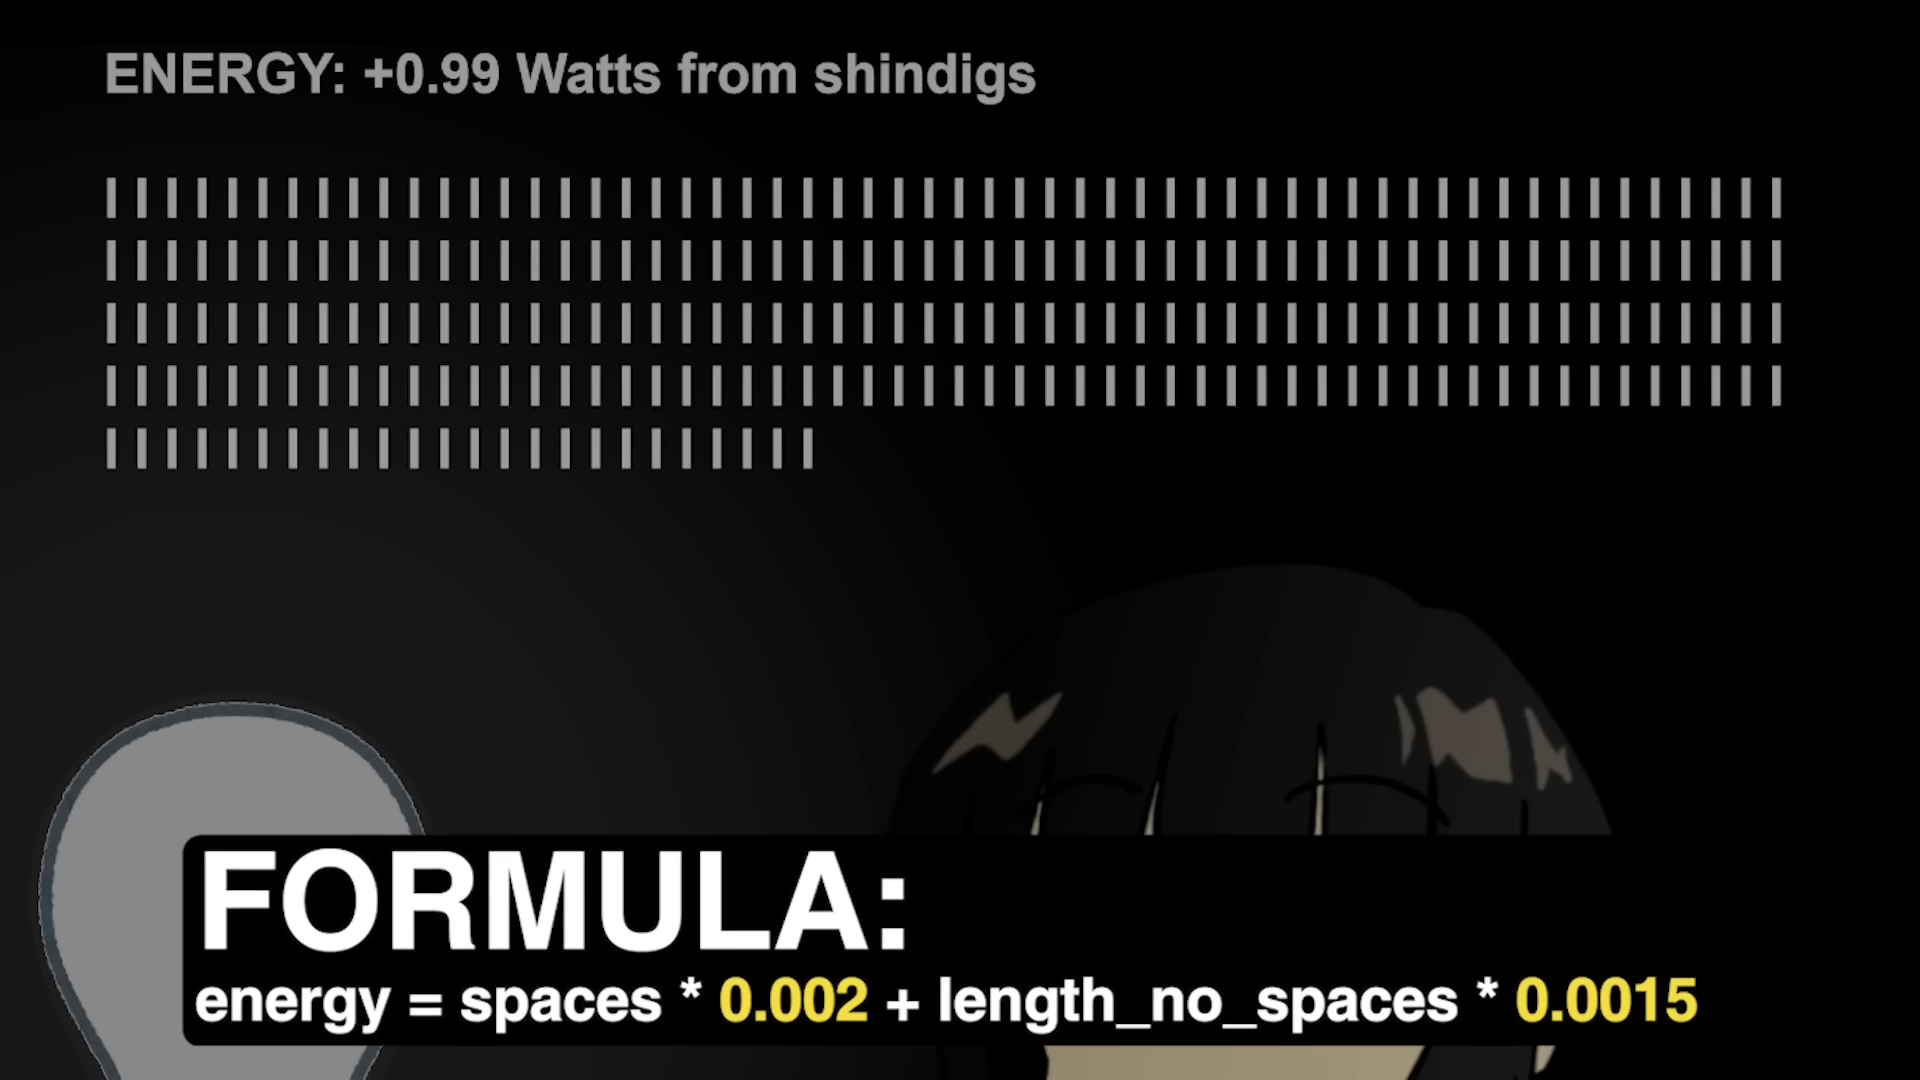 ENERGY: +0.99 Watts from shindigs
| | | | | | | | | | | | | | | | | | | | | | | | | | | | | | | | | | | | | | | | | | | | | | | | | | | | | | | |
| | | | | | | | | | | | | | | | | | | | | | | | | | | | | | | | | | | | | | | | | | | | | | | | | | | | | | | |
| | | | | | | | | | | | | | | | | | | | | | | | | | | | | | | | | | | | | | | | | | | | | | | | | | | | | | | |
| | | | | | | | | | | | | | | | | | | | | | | | | | | | | | | | | | | | | | | | | | | | | | | | | | | | | | | |
| | | | | | | | | | | | | | | | | | | | | | | |
FORMULA:
energy = spaces * 0.002 + length_no_spaces * 0.0015